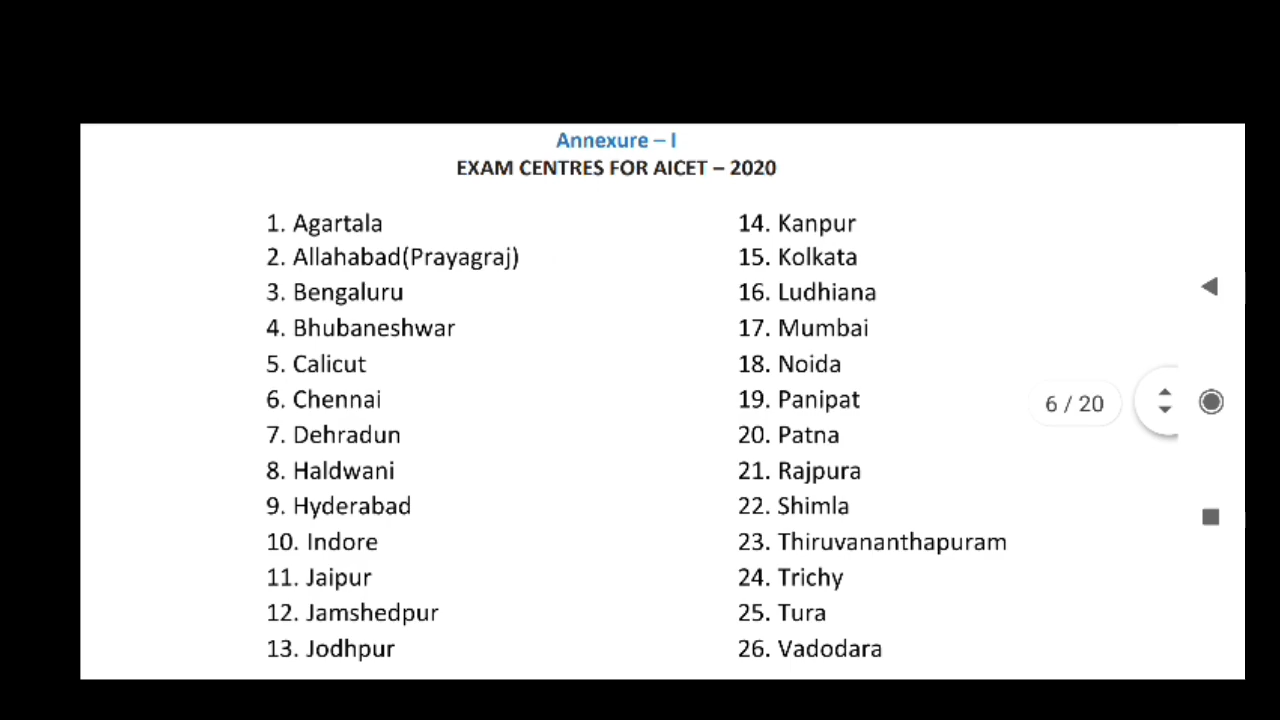 Annexure – I
EXAM CENTRES FOR AICET – 2020
1. Agartala
2. Allahabad(Prayagraj)
3. Bengaluru
4. Bhubaneshwar
5. Calicut
6. Chennai
7. Dehradun
8. Haldwani
9. Hyderabad
10. Indore
11. Jaipur
12. Jamshedpur
13. Jodhpur
14. Kanpur
15. Kolkata
16. Ludhiana
17. Mumbai
18. Noida
19. Panipat
20. Patna
21. Rajpura
22. Shimla
23. Thiruvananthapuram
24. Trichy
25. Tura
26. Vadodara
6 / 20